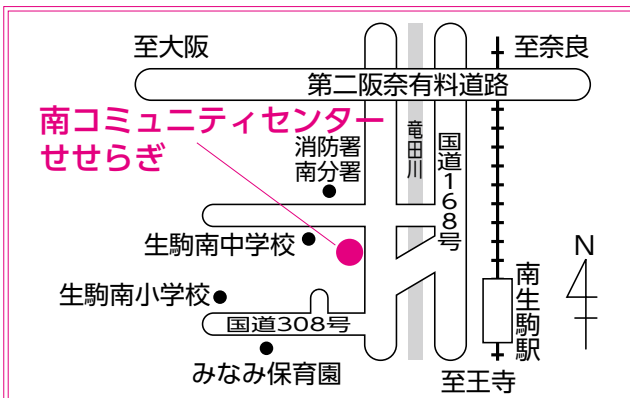 至大阪
至奈良
第二阪奈有料道路
南コミュニティセンター
せせらぎ
消防署
南分署
竜田川
国道168号
生駒南中学校
N
生駒南小学校
南生駒駅
国道308号
みなみ保育園
至王寺